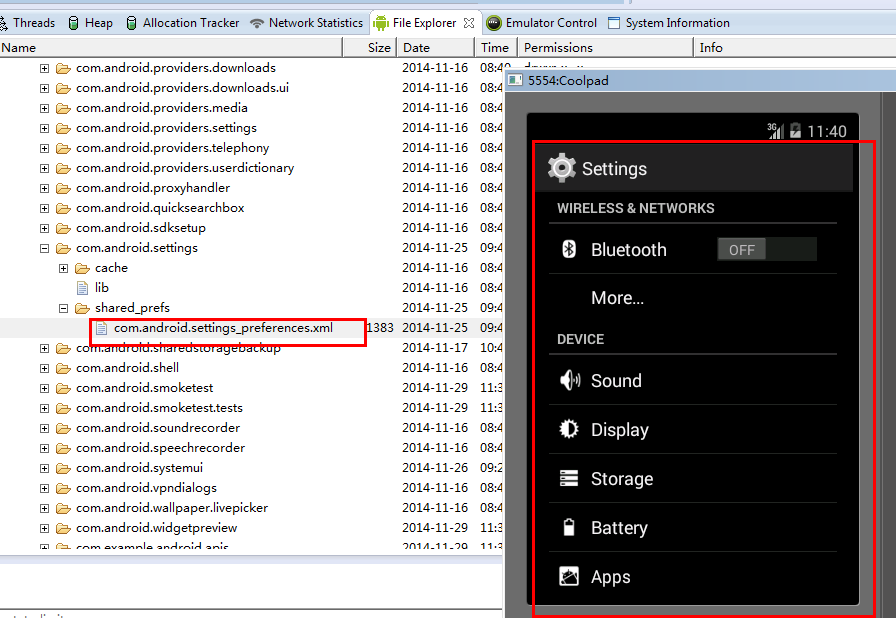 Threads Heap Allocation Tracker Network Statistics File Explorer Emulator Control System Information
Name Size Date Time Permissions Info
com.android.providers.downloads 2014-11-16
com.android.providers.downloads.ui 2014-11-16 08:4
com.android.providers.media 2014-11-16 08:4
com.android.providers.settings 2014-11-16 08:4
com.android.providers.telephony 2014-11-16 08:4
com.android.providers.userdictionary 2014-11-16 08:4
com.android.proxyhandler 2014-11-16 08:4
com.android.quicksearchbox 2014-11-16 08:4
com.android.sdksetup 2014-11-16 08:4
com.android.settings 2014-11-25 09:4
cache 2014-11-16 08:4
lib 2014-11-16 08:4
shared_prefs 2014-11-25 09:4
com.android.settings_preferences.xml 1383 2014-11-25 09:4
com.android.sharedstoragebackup 2014-11-17 10:4
com.android.shell 2014-11-16 08:4
com.android.smoketest 2014-11-29 11:3
com.android.smoketest.tests 2014-11-29 11:3
com.android.soundrecorder 2014-11-16 08:4
com.android.speechrecorder 2014-11-16 08:4
com.android.systemui 2014-11-26 09:2
com.android.vpndialogs 2014-11-16 08:4
com.android.wallpaper.livepicker 2014-11-16 08:4
com.android.widgetpreview 2014-11-29 11:3
com.example.android.apis 2014-11-29 11:3
5554:Coolpad
3G 11:40
Settings
WIRELESS & NETWORKS
Bluetooth OFF
More...
DEVICE
Sound
Display
Storage
Battery
Apps